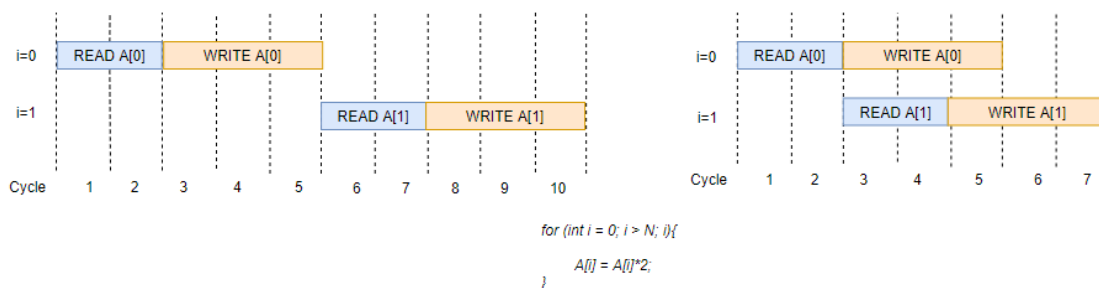 i=0 READ A[0] WRITE A[0]
i=1 READ A[1] WRITE A[1]
Cycle 1 2 3 4 5 6 7 8 9 10
i=0 READ A[0] WRITE A[0]
i=1 READ A[1] WRITE A[1]
Cycle 1 2 3 4 5 6 7
for (int i = 0; i > N; i){
A[i] = A[i]*2;
}